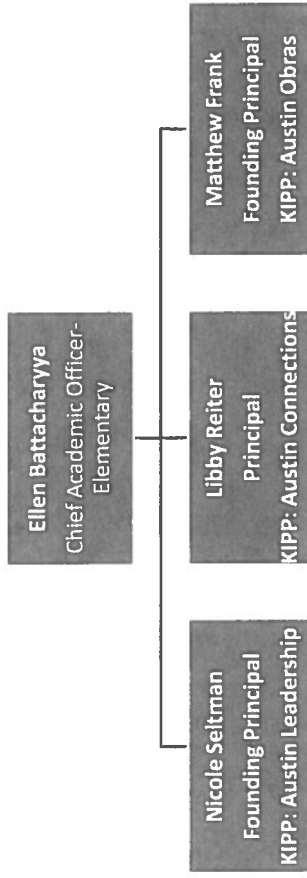 Ellen Battacharyya
Chief Academic Officer-
Elementary
Nicole Seltman
Founding Principal
KIPP: Austin Leadership
Libby Reiter
Principal
KIPP: Austin Connections
Matthew Frank
Founding Principal
KIPP: Austin Obras